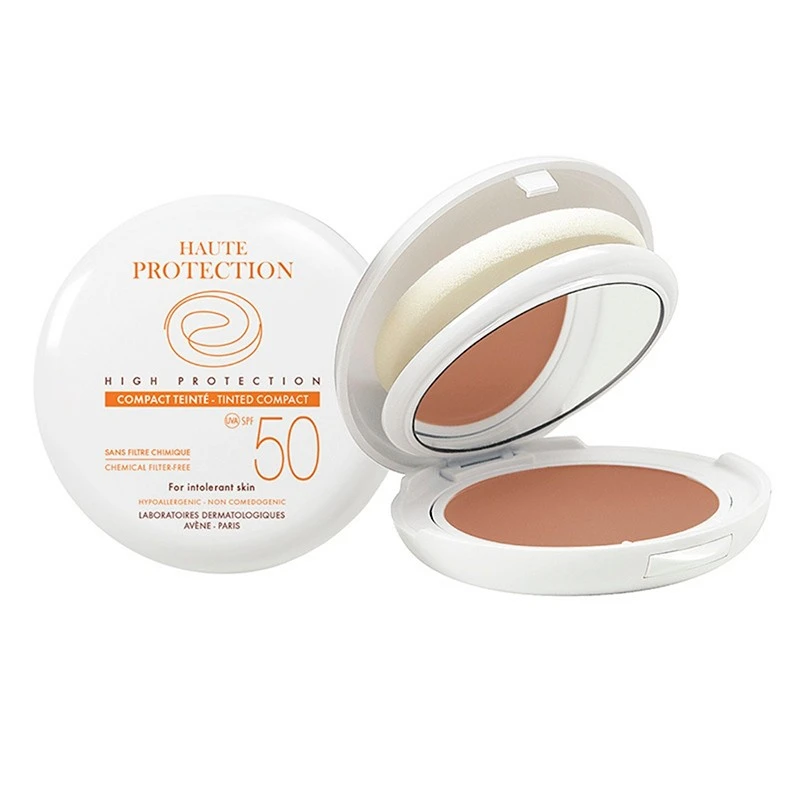 HAUTE
PROTECTION
HIGH PROTECTION
COMPACT TEINTÉ - TINTED COMPACT
UVA SPF 50
SANS FILTRE CHIMIQUE
CHEMICAL FILTER-FREE
For intolerant skin
HYPOALLERGENIC - NON COMEDOGENIC
LABORATOIRES DERMATOLOGIQUES
AVÈNE - PARIS